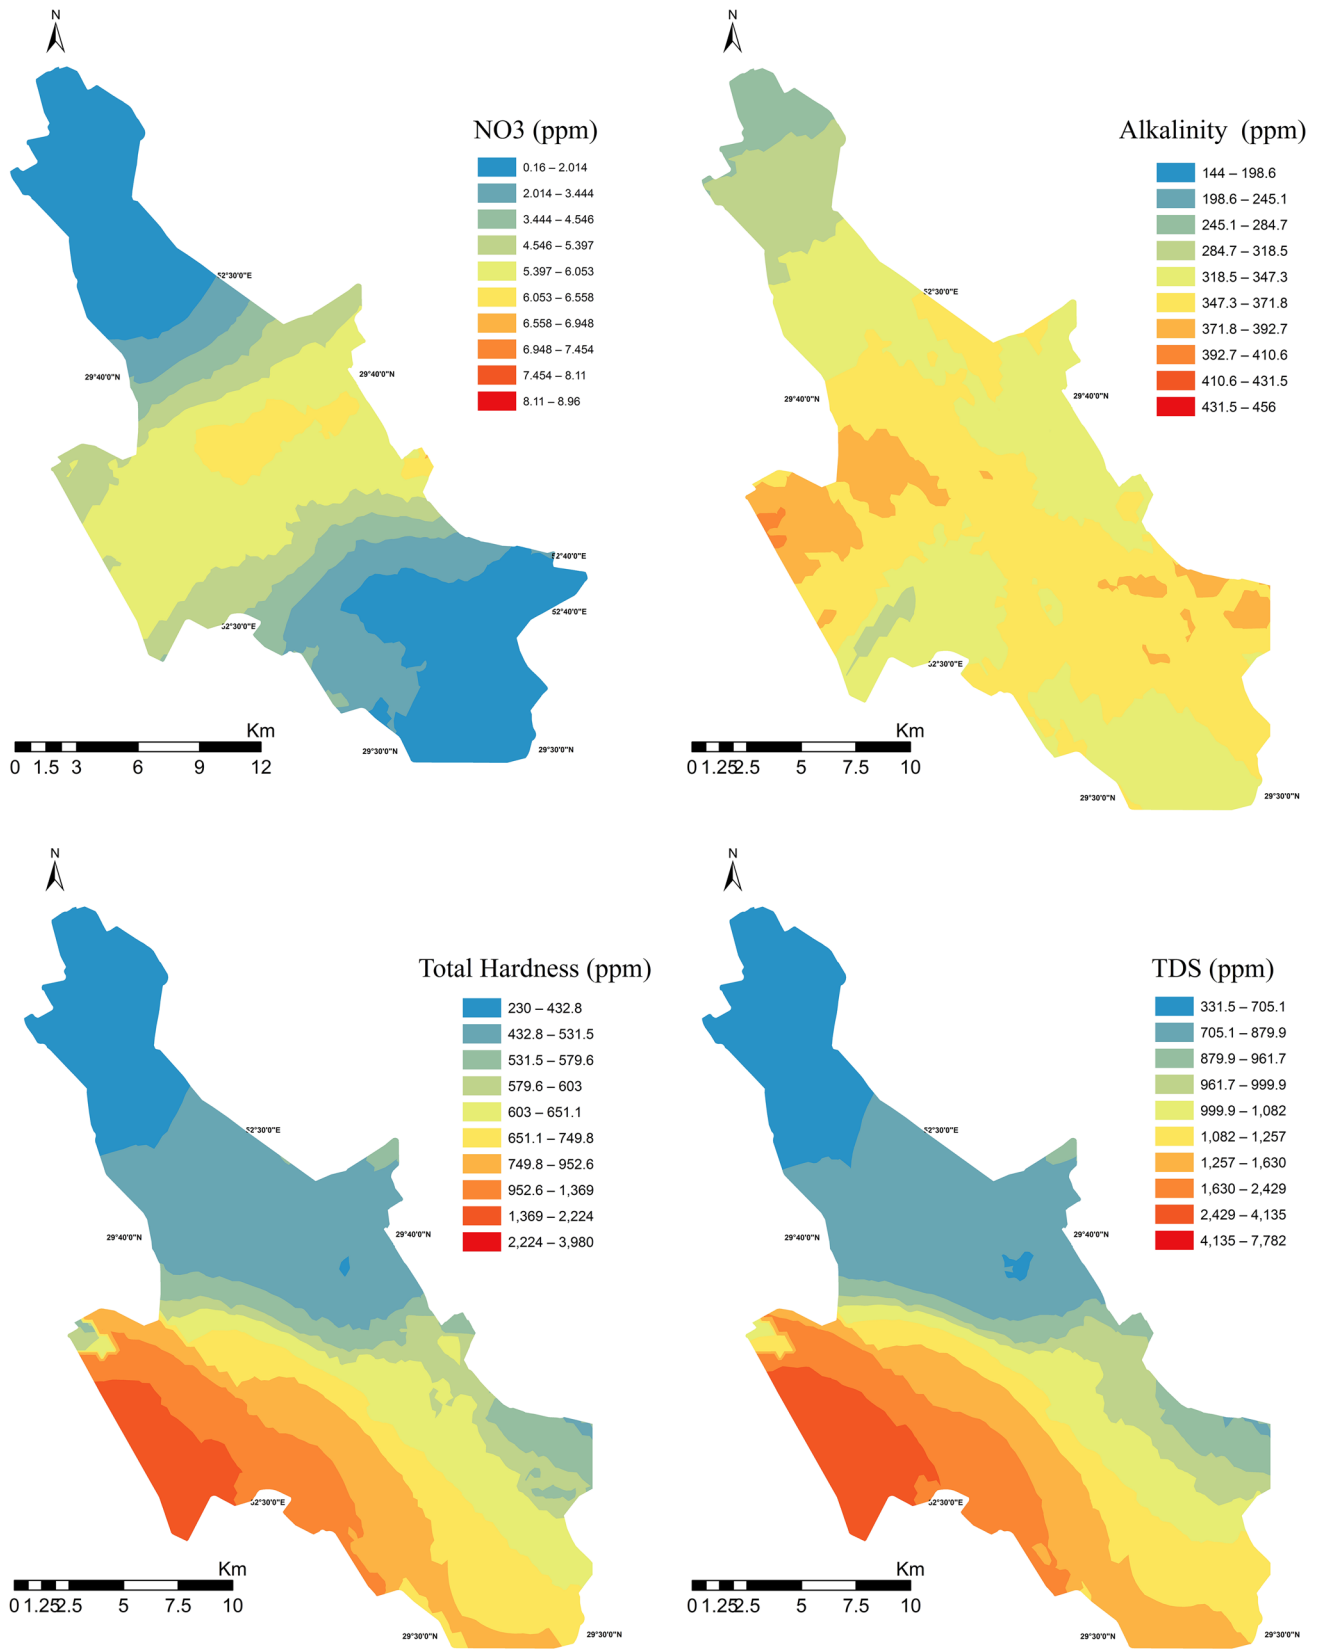 N
NO3 (ppm)
0.16 – 2.014
2.014 – 3.444
3.444 – 4.546
4.546 – 5.397
5.397 – 6.053
6.053 – 6.558
6.558 – 6.948
6.948 – 7.454
7.454 – 8.11
8.11 – 8.96
52°30'0"E
29°40'0"N
29°40'0"N
52°40'0"E
52°40'0"E
52°30'0"E
29°30'0"N
29°30'0"N
Km
0 1.5 3 6 9 12
N
Alkalinity (ppm)
144 – 198.6
198.6 – 245.1
245.1 – 284.7
284.7 – 318.5
318.5 – 347.3
347.3 – 371.8
371.8 – 392.7
392.7 – 410.6
410.6 – 431.5
431.5 – 456
52°30'0"E
29°40'0"N
29°40'0"N
52°30'0"E
29°30'0"N
29°30'0"N
Km
0 1.25 2.5 5 7.5 10
N
Total Hardness (ppm)
230 – 432.8
432.8 – 531.5
531.5 – 579.6
579.6 – 603
603 – 651.1
651.1 – 749.8
749.8 – 952.6
952.6 – 1,369
1,369 – 2,224
2,224 – 3,980
52°30'0"E
29°40'0"N
29°40'0"N
52°30'0"E
29°30'0"N
29°30'0"N
Km
0 1.25 2.5 5 7.5 10
N
TDS (ppm)
331.5 – 705.1
705.1 – 879.9
879.9 – 961.7
961.7 – 999.9
999.9 – 1,082
1,082 – 1,257
1,257 – 1,630
1,630 – 2,429
2,429 – 4,135
4,135 – 7,782
52°30'0"E
29°40'0"N
29°40'0"N
52°30'0"E
29°30'0"N
29°30'0"N
Km
0 1.25 2.5 5 7.5 10